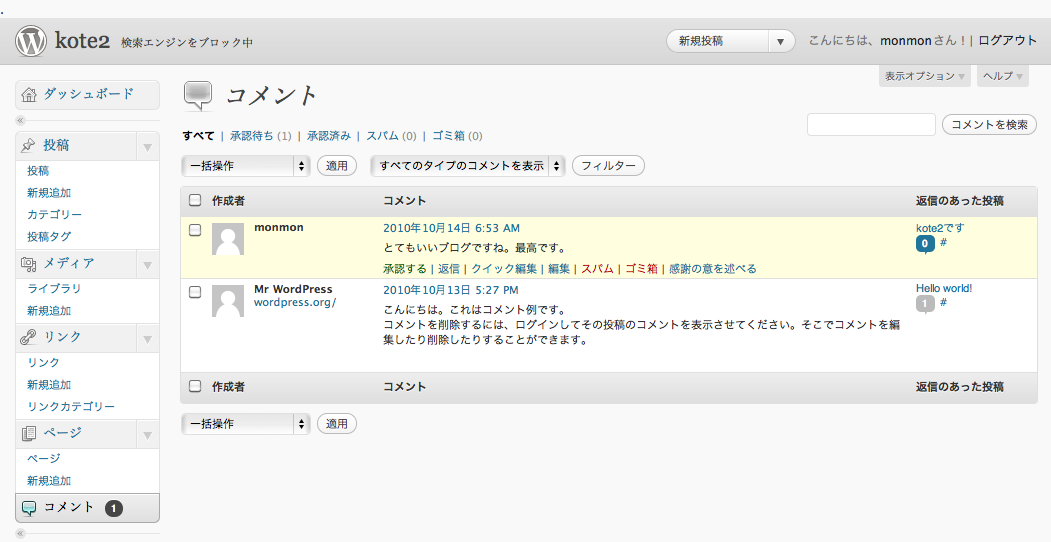 .
kote2 検索エンジンをブロック中
新規投稿
こんにちは、monmonさん！| ログアウト
表示オプション
ヘルプ
ダッシュボード
投稿
投稿
新規追加
カテゴリー
投稿タグ
メディア
ライブラリ
新規追加
リンク
リンク
新規追加
リンクカテゴリー
ページ
ページ
新規追加
コメント 1
コメント
すべて | 承認待ち (1) | 承認済み | スパム (0) | ゴミ箱 (0)
コメントを検索
一括操作 適用 すべてのタイプのコメントを表示 フィルター
作成者 コメント 返信のあった投稿
monmon
2010年10月14日 6:53 AM
とてもいいブログですね。最高です。
承認する | 返信 | クイック編集 | 編集 | スパム | ゴミ箱 | 感謝の意を述べる
kote2です
0 #
Mr WordPress
wordpress.org/
2010年10月13日 5:27 PM
こんにちは。これはコメント例です。
コメントを削除するには、ログインしてその投稿のコメントを表示させてください。そこでコメントを編
集したり削除したりすることができます。
Hello world!
1 #
作成者 コメント 返信のあった投稿
一括操作 適用